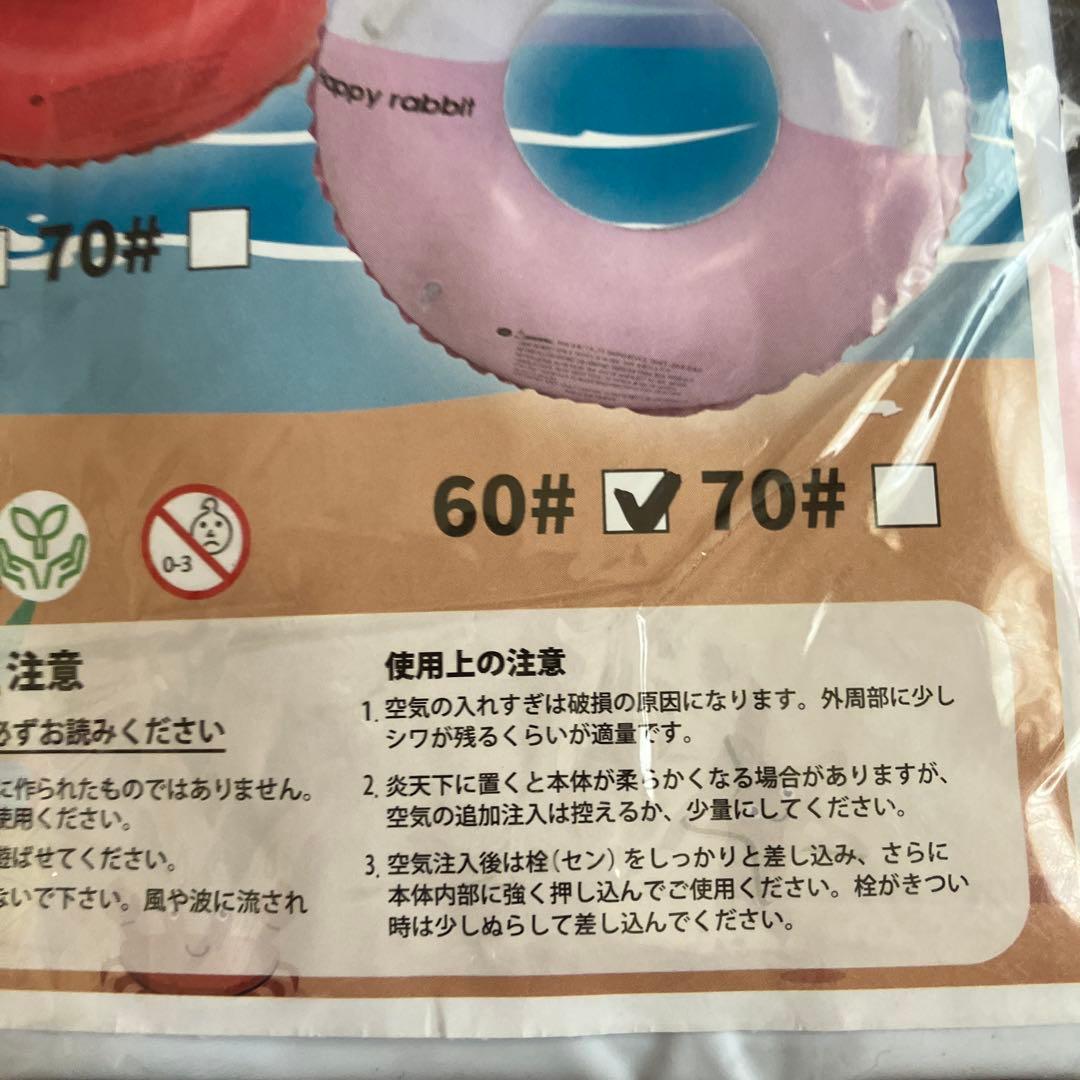 happy rabbit
70#
60# 70#
0-3
注意
必ずお読みください
に作られたものではありません。
使用ください。
遊ばせてください。
ないで下さい。風や波に流され
使用上の注意
1. 空気の入れすぎは破損の原因になります。外周部に少し
シワが残るくらいが適量です。
2. 炎天下に置くと本体が柔らかくなる場合がありますが、
空気の追加注入は控えるか、少量にしてください。
3. 空気注入後は栓(セン)をしっかりと差し込み、さらに
本体内部に強く押し込んでご使用ください。栓がきつい
時は少しぬらして差し込んでください。